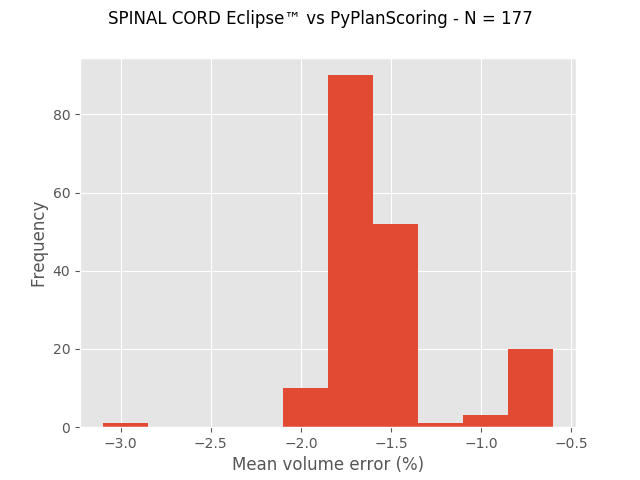 SPINAL CORD Eclipse™ vs PyPlanScoring - N = 177
80
60
40
20
0
Frequency
−3.0 −2.5 −2.0 −1.5 −1.0 −0.5
Mean volume error (%)